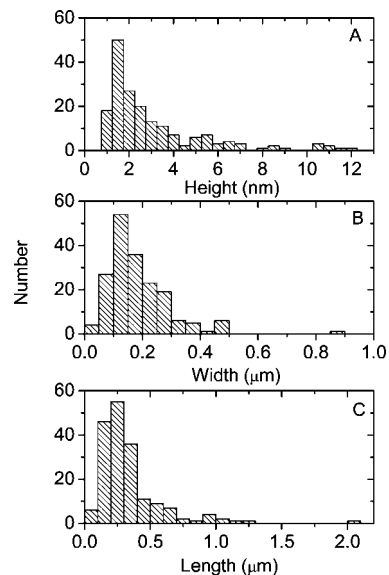 60
40
20
0
A
0 2 4 6 8 10 12
Height (nm)
60
40
20
0
B
0.0 0.2 0.4 0.6 0.8 1.0
Width (μm)
Number
60
40
20
0
C
0.0 0.5 1.0 1.5 2.0
Length (μm)